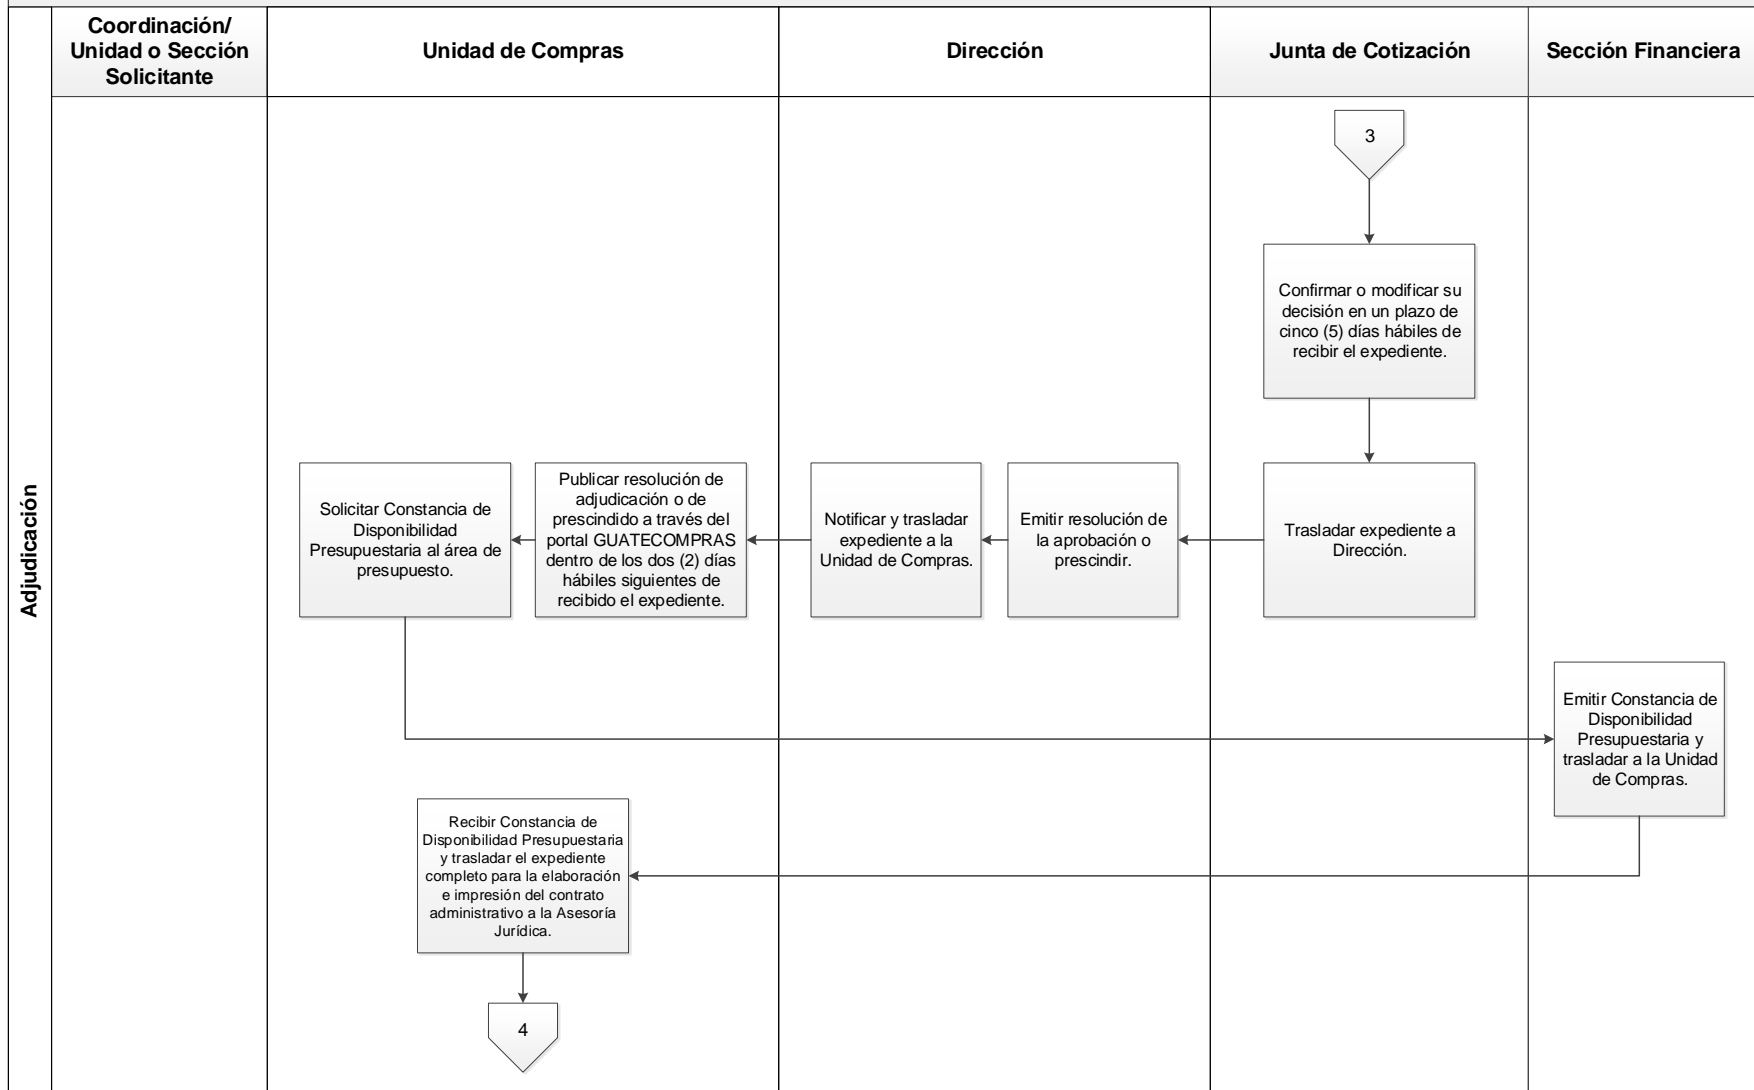 Coordinación/
Unidad o Sección
Solicitante
Unidad de Compras
Dirección
Junta de Cotización
Sección Financiera
Adjudicación
3
Confirmar o modificar su
decisión en un plazo de
cinco (5) días hábiles de
recibir el expediente.
Trasladar expediente a
Dirección.
Emitir resolución de
la aprobación o
prescindir.
Notificar y trasladar
expediente a la
Unidad de Compras.
Publicar resolución de
adjudicación o de
prescindido a través del
portal GUATECOMPRAS
dentro de los dos (2) días
hábiles siguientes de
recibido el expediente.
Solicitar Constancia de
Disponibilidad
Presupuestaria al área de
presupuesto.
Emitir Constancia de
Disponibilidad
Presupuestaria y
trasladar a la Unidad
de Compras.
Recibir Constancia de
Disponibilidad Presupuestaria
y trasladar el expediente
completo para la elaboración
e impresión del contrato
administrativo a la Asesoría
Jurídica.
4